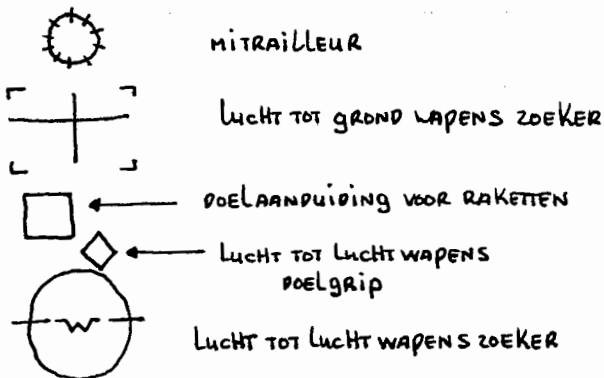 MITRAILLEUR
LUCHT TOT GROND WAPENS ZOEKER
DOELAANDUIDING VOOR RAKETTEN
LUCHT TOT LUCHT WAPENS
DOELGRIP
LUCHT TOT LUCHT WAPENS ZOEKER